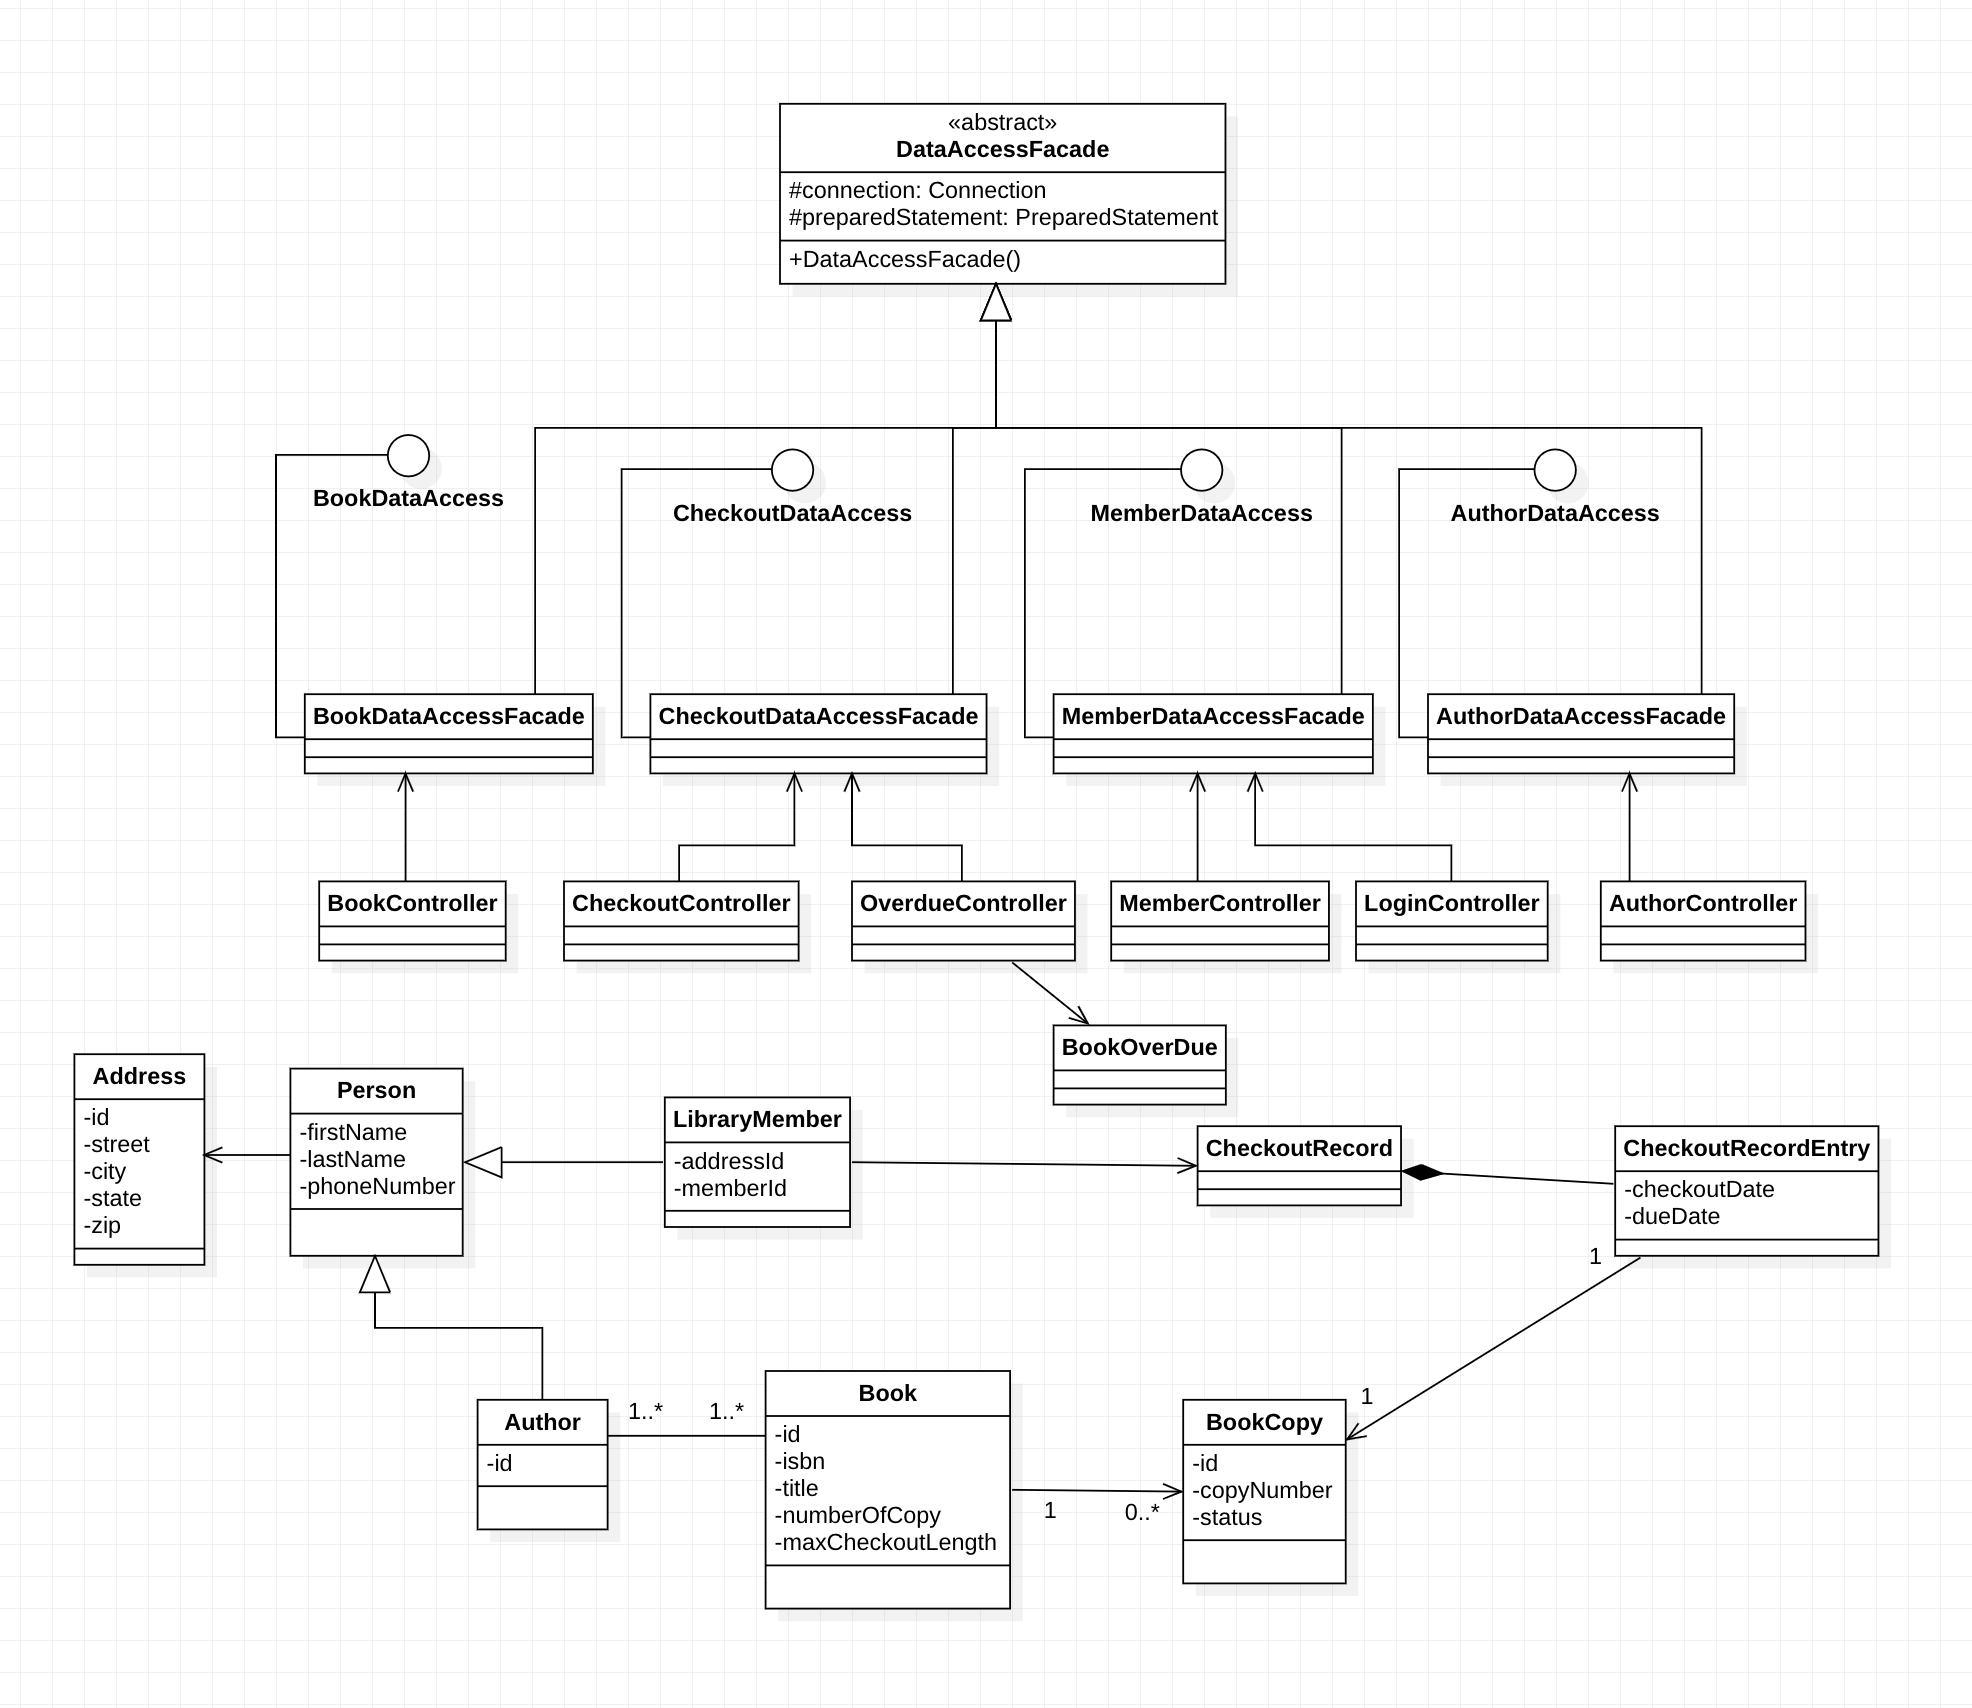 «abstract»
DataAccessFacade
#connection: Connection
#preparedStatement: PreparedStatement
+DataAccessFacade()
BookDataAccess
CheckoutDataAccess
MemberDataAccess
AuthorDataAccess
BookDataAccessFacade
CheckoutDataAccessFacade
MemberDataAccessFacade
AuthorDataAccessFacade
BookController
CheckoutController
OverdueController
MemberController
LoginController
AuthorController
BookOverDue
Address
-id
-street
-city
-state
-zip
Person
-firstName
-lastName
-phoneNumber
LibraryMember
-addressId
-memberId
CheckoutRecord
CheckoutRecordEntry
-checkoutDate
-dueDate
1
1
Author
-id
1..*
1..*
Book
-id
-isbn
-title
-numberOfCopy
-maxCheckoutLength
1
0..*
BookCopy
-id
-copyNumber
-status